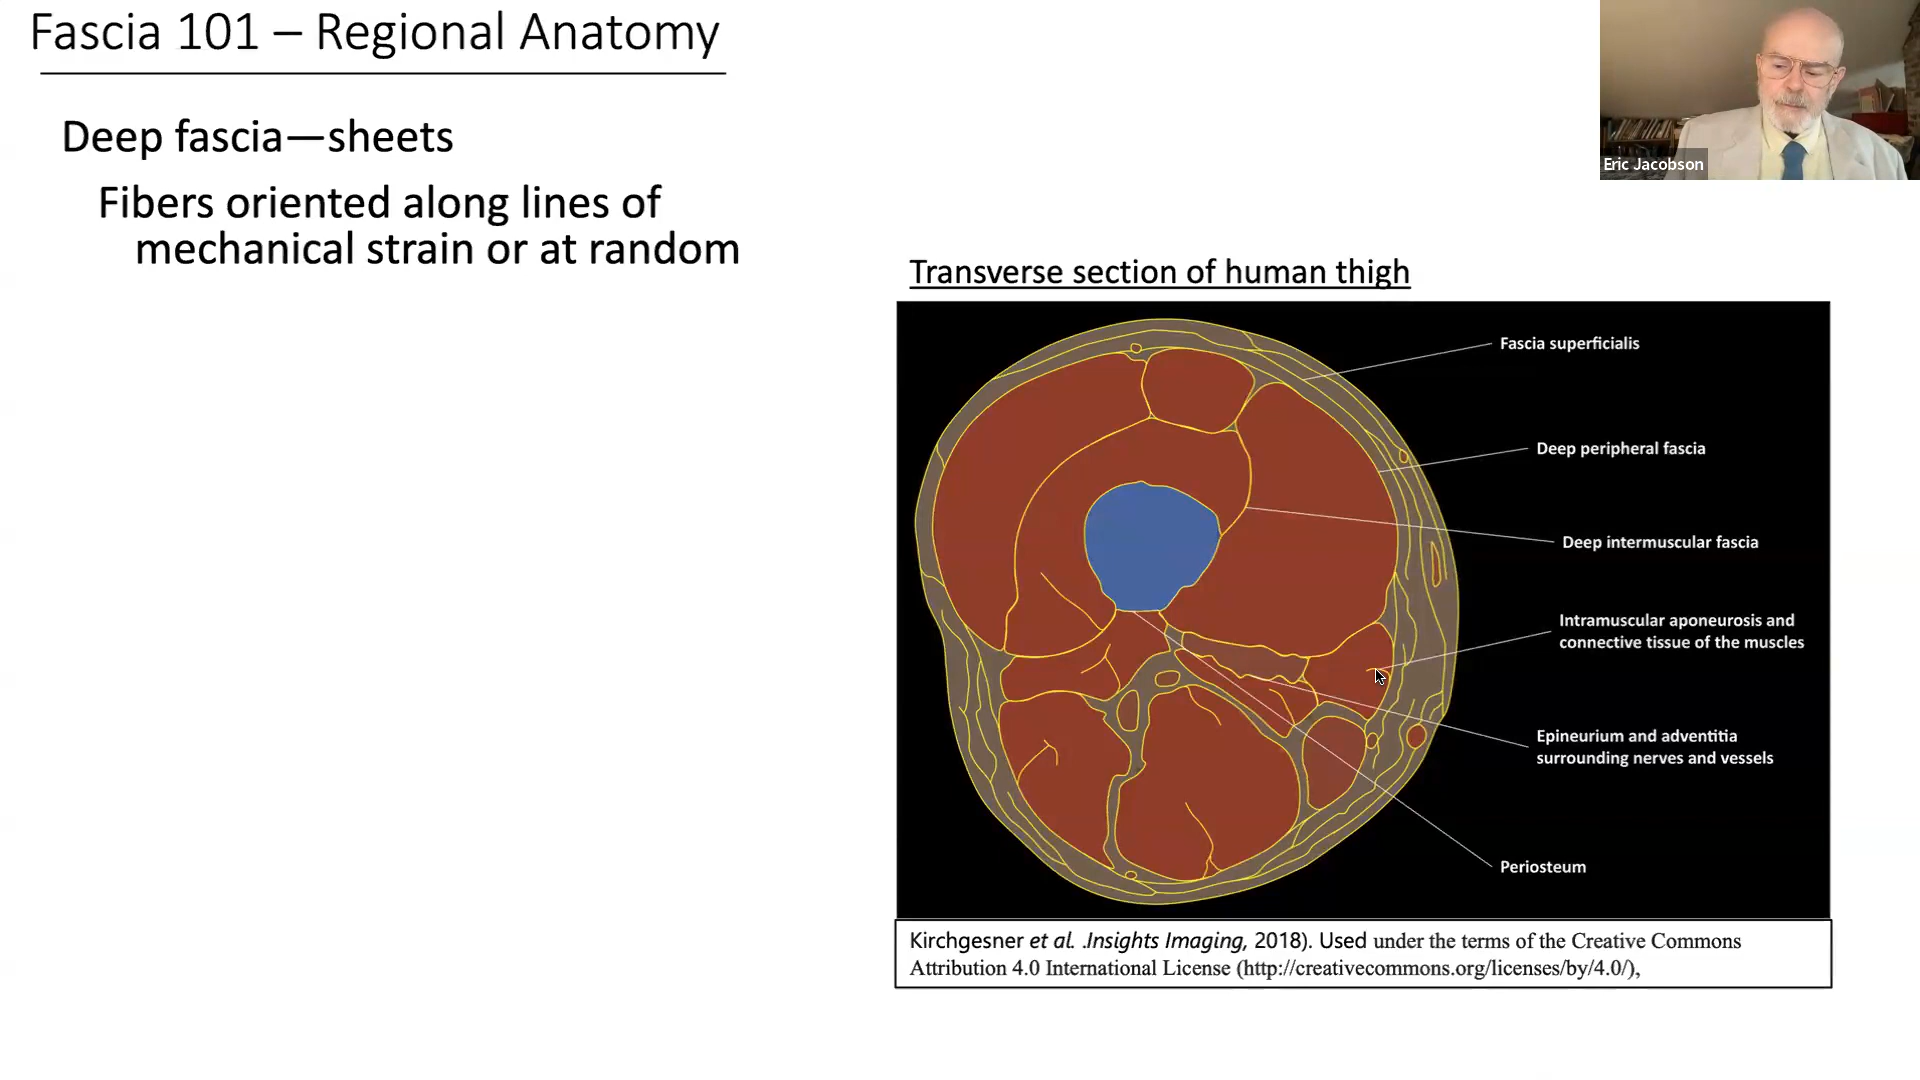 Fascia 101 – Regional Anatomy
Deep fascia—sheets
Fibers oriented along lines of
mechanical strain or at random
Eric Jacobson
Transverse section of human thigh
Fascia superficialis
Deep peripheral fascia
Deep intermuscular fascia
Intramuscular aponeurosis and
connective tissue of the muscles
Epineurium and adventitia
surrounding nerves and vessels
Periosteum
Kirchgesner et al. .Insights Imaging, 2018). Used under the terms of the Creative Commons
Attribution 4.0 International License (http://creativecommons.org/licenses/by/4.0/),